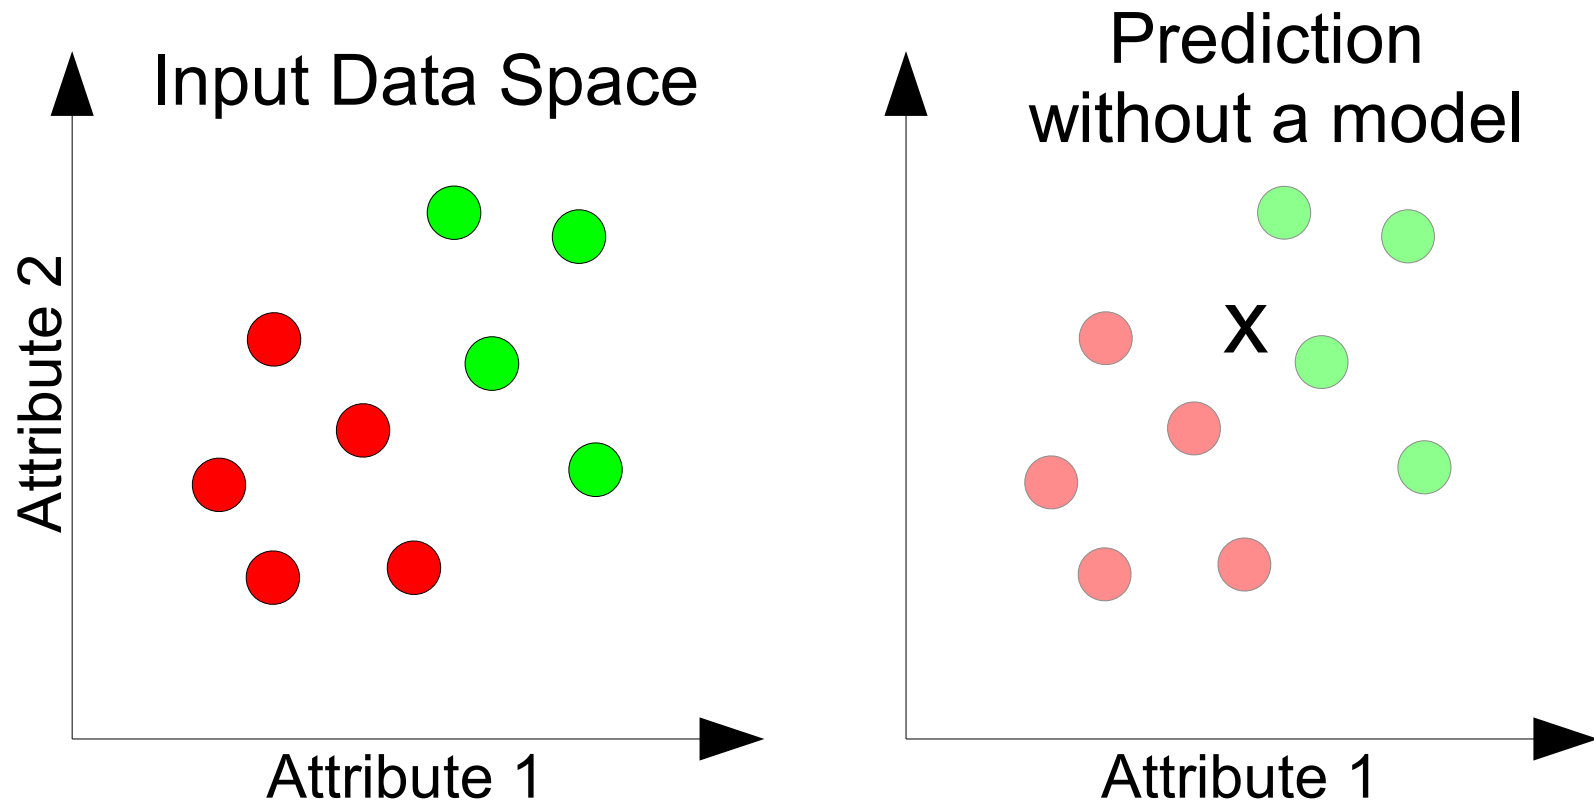 Input Data Space
Attribute 2
Attribute 1
Prediction
without a model
x
Attribute 1